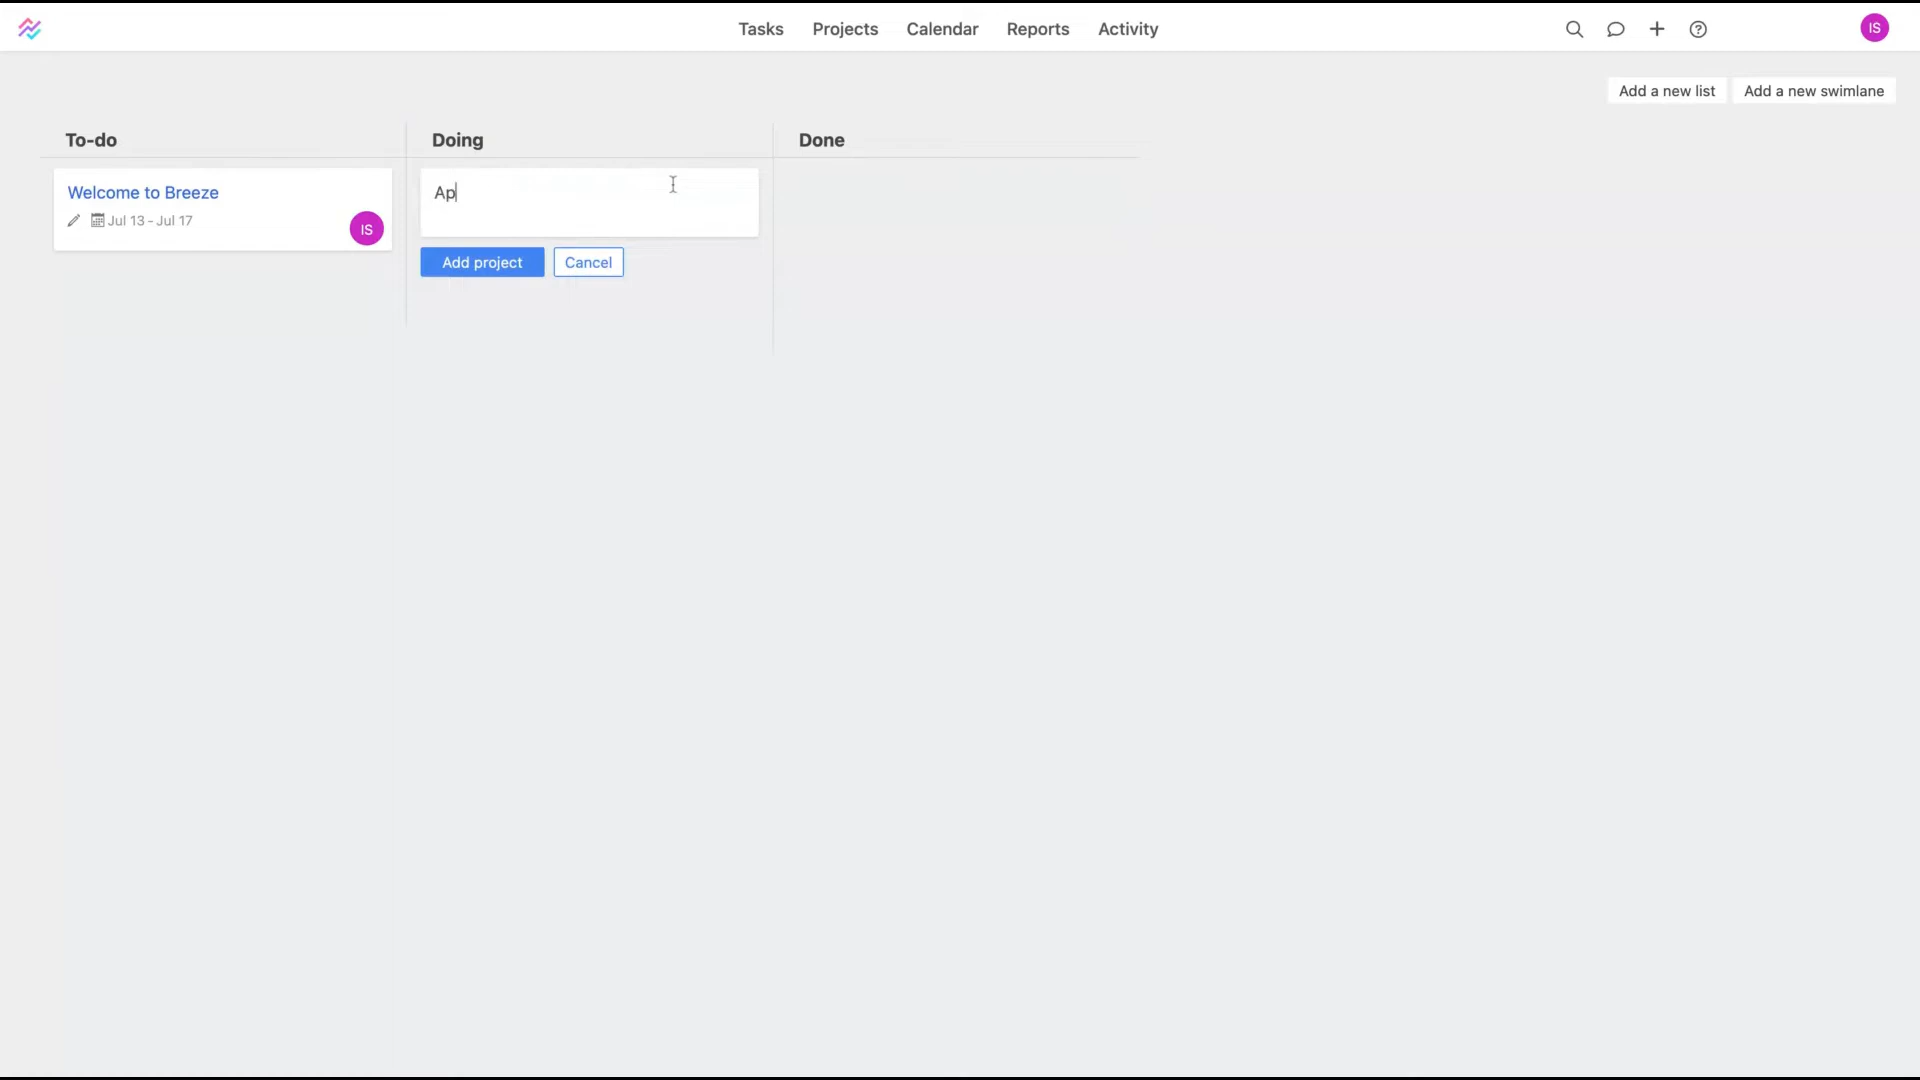 Tasks Projects Calendar Reports Activity IS
Add a new list Add a new swimlane
To-do Doing Done
Welcome to Breeze
Jul 13 - Jul 17
IS
Ap
Add project Cancel